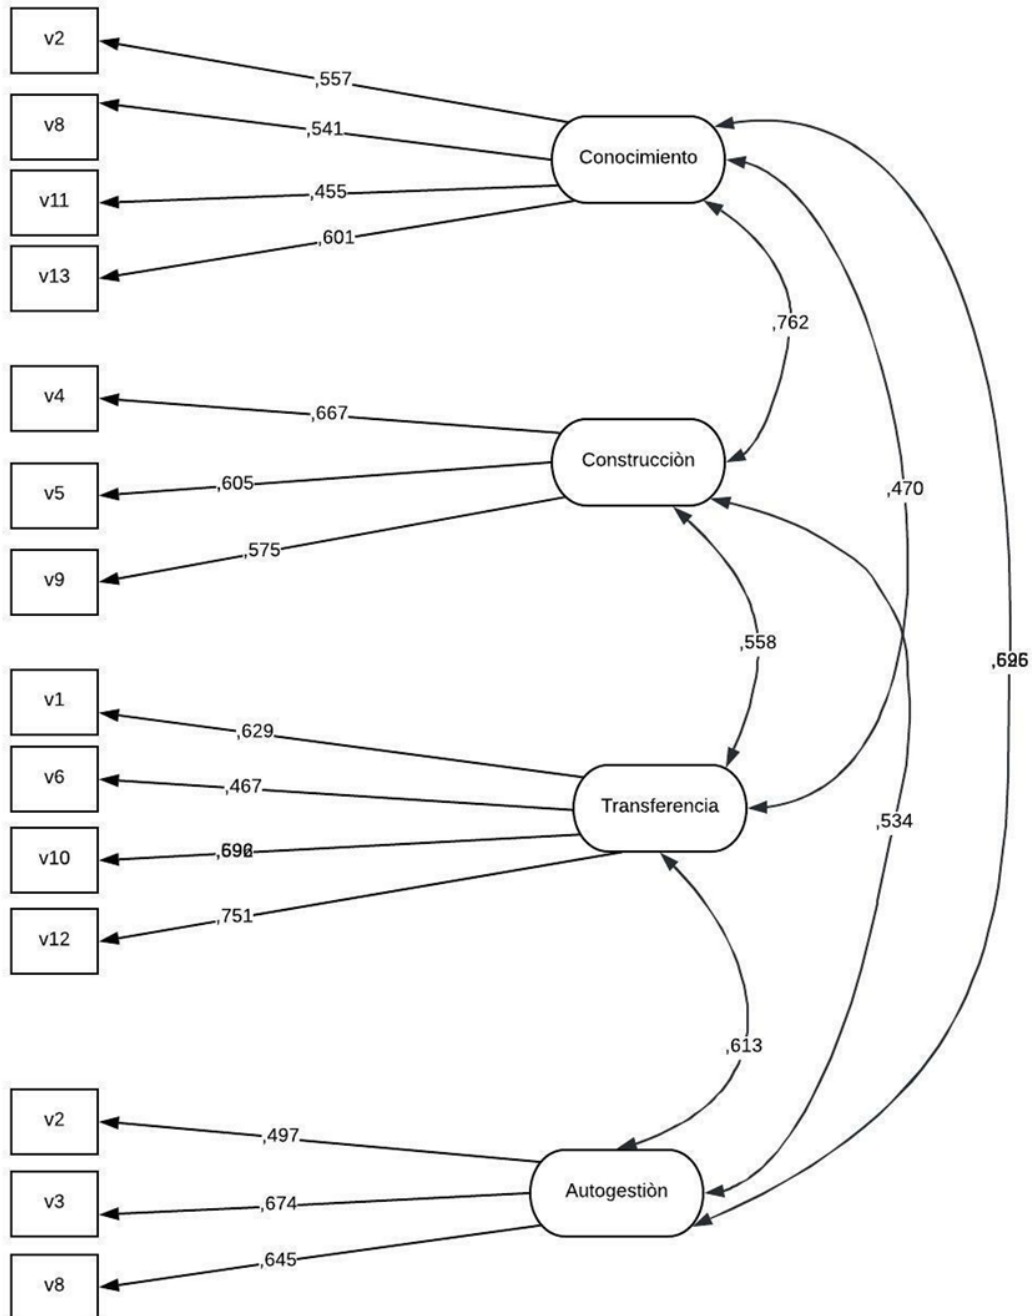 v2
,557
v8
,541
Conocimiento
v11
,455
v13
,601
,762
v4
,667
Construcciòn
v5
,605
,470
v9
,575
,558
v1
,629
v6
,467
Transferencia
v10
,534
v12
,751
,613
v2
,497
Autogestiòn
v3
,674
v8
,645